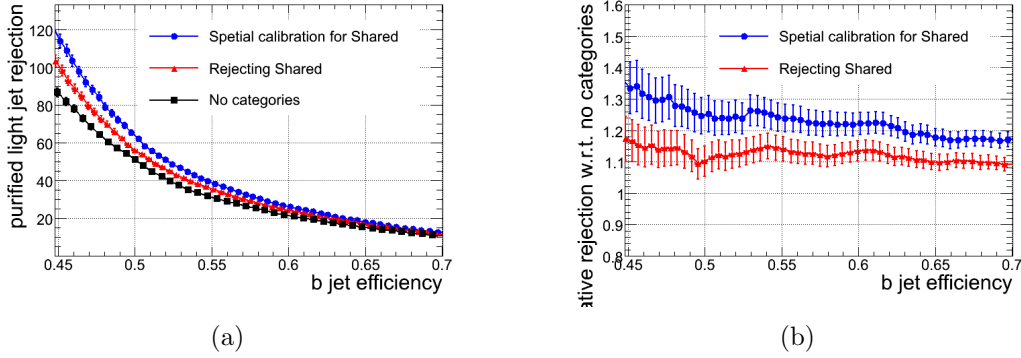 purified light jet rejection
120
100
80
60
40
20
Spetial calibration for Shared
Rejecting Shared
No categories
0.45 0.5 0.55 0.6 0.65 0.7
b jet efficiency
(a)
ative rejection w.r.t. no categories
1.6
1.5
1.4
1.3
1.2
1.1
1
0.9
0.8
Spetial calibration for Shared
Rejecting Shared
0.45 0.5 0.55 0.6 0.65 0.7
b jet efficiency
(b)